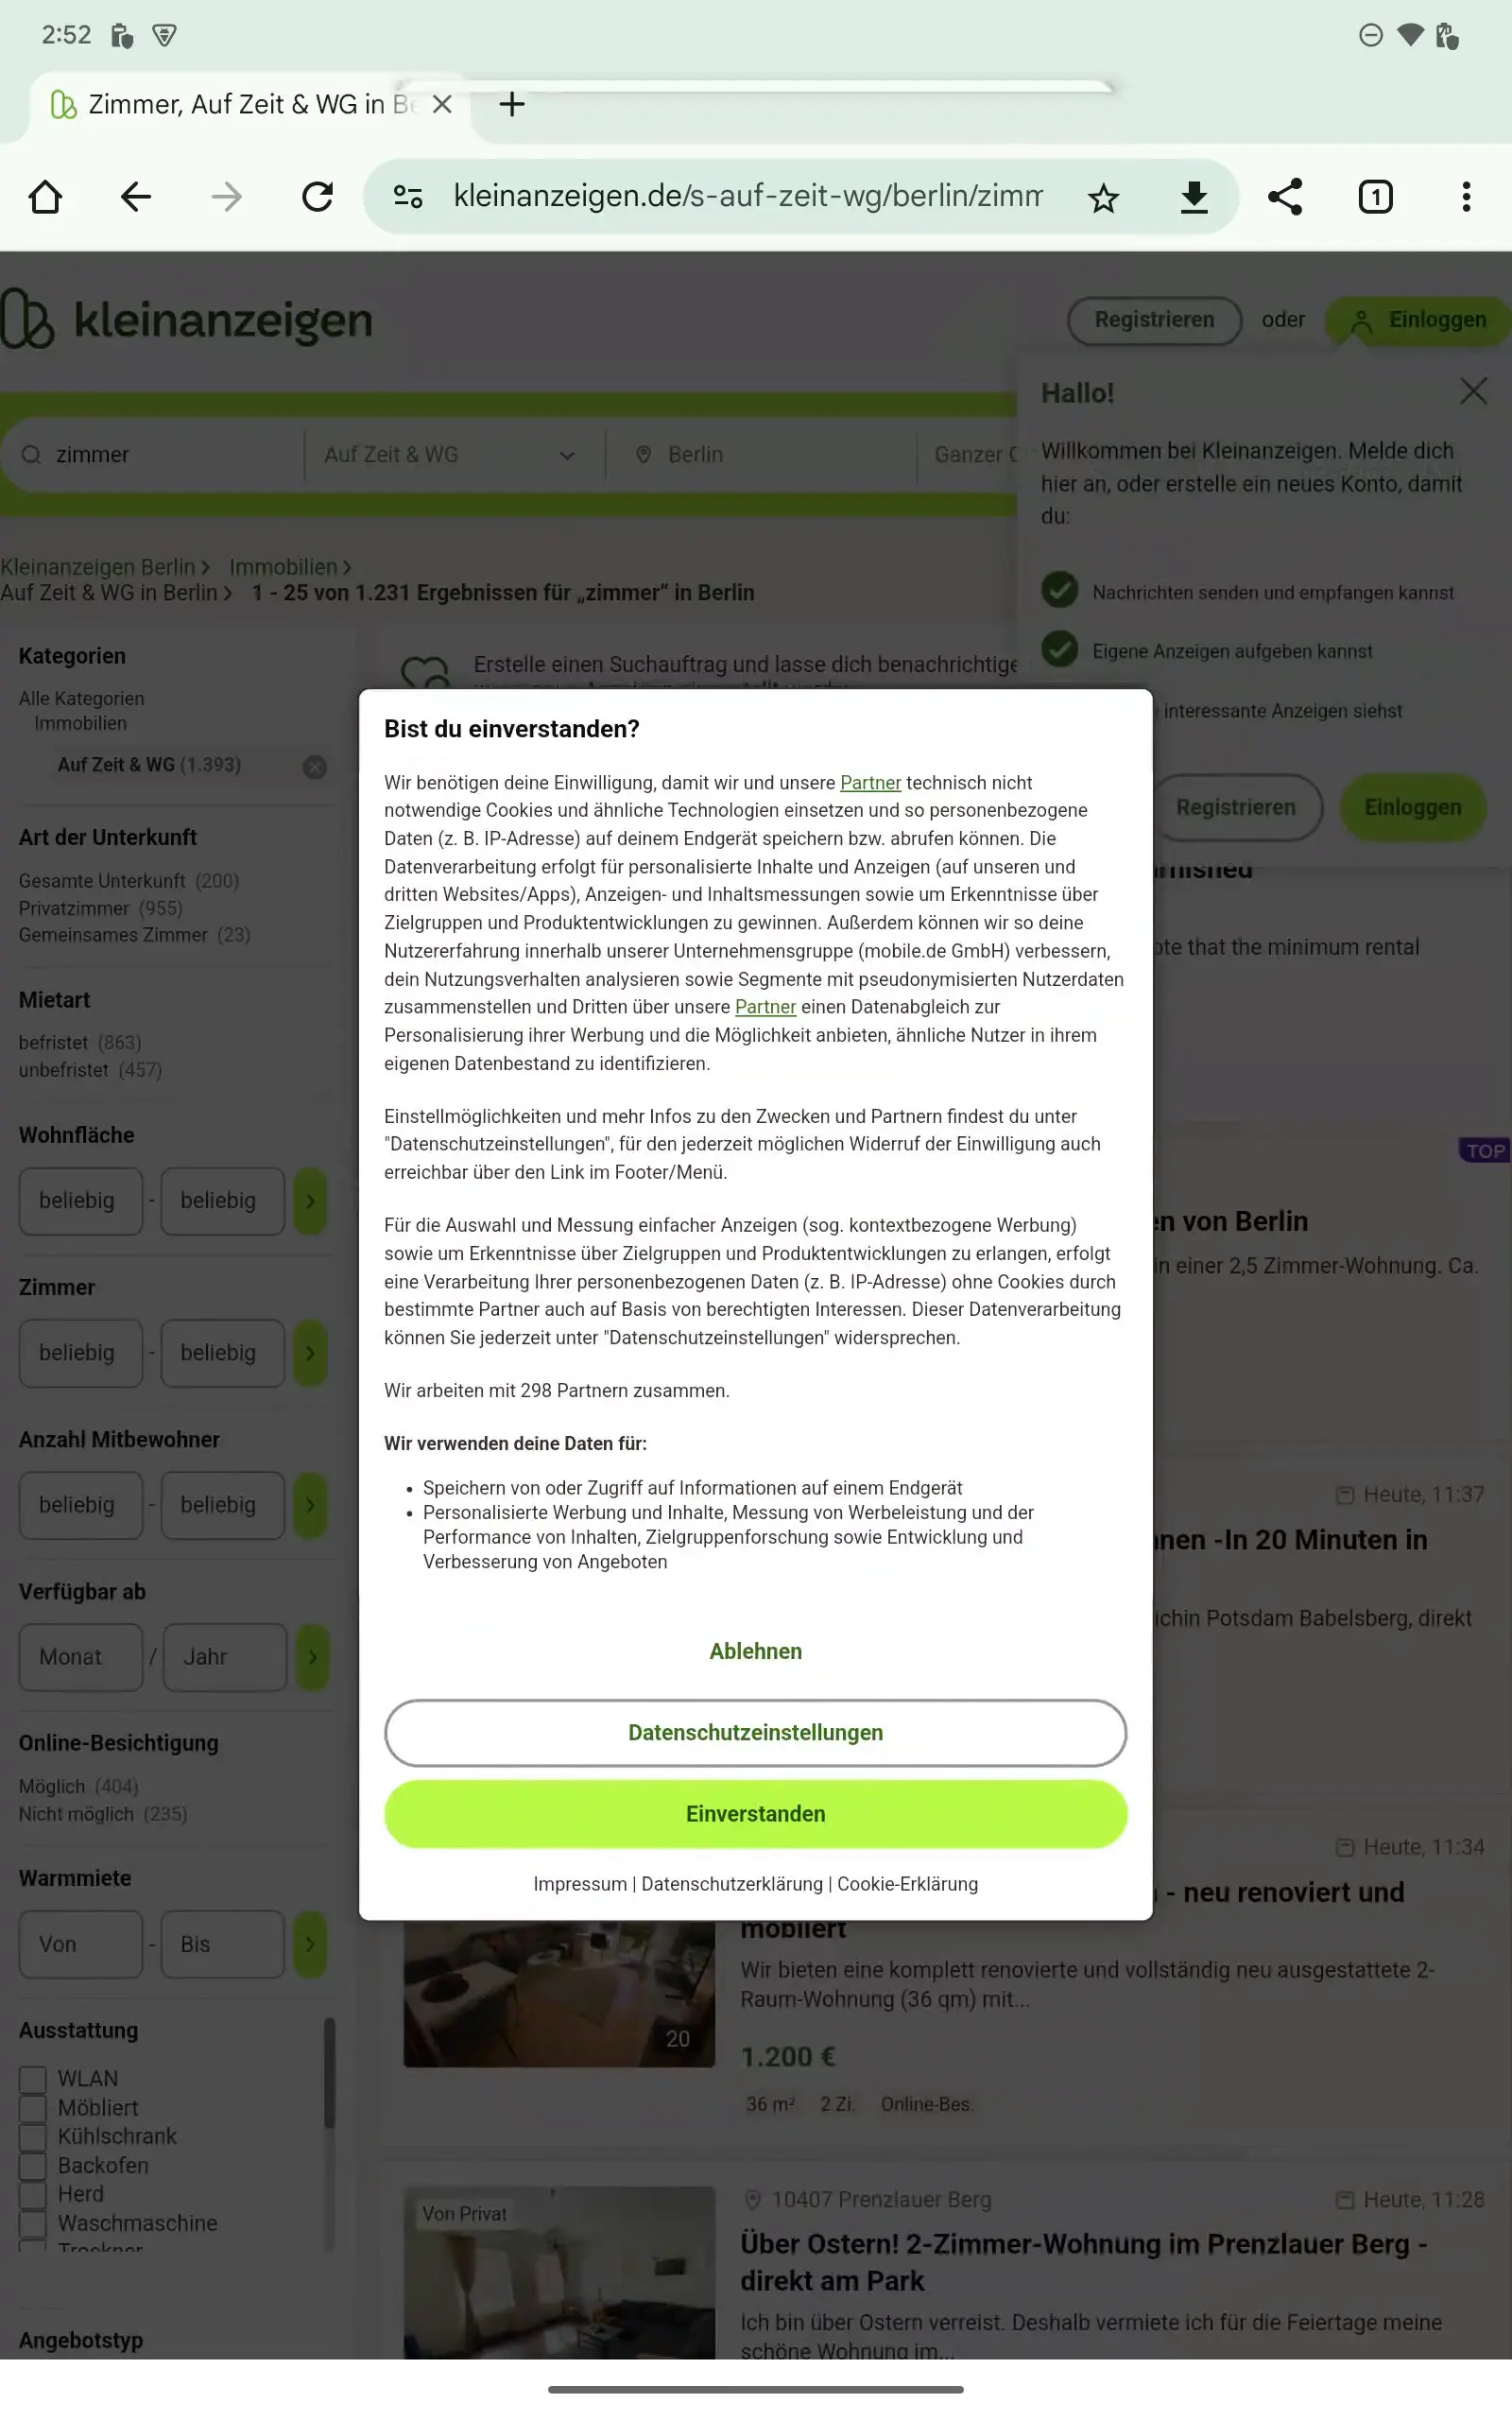 2:52
Zimmer, Auf Zeit & WG in Be
kleinanzeigen.de/s-auf-zeit-wg/berlin/zimm
1
kleinanzeigen
Registrieren oder Einloggen
Hallo!
zimmer Auf Zeit & WG Berlin Ganzer
Willkommen bei Kleinanzeigen. Melde dich
hier an, oder erstelle ein neues Konto, damit
du:
Nachrichten senden und empfangen kannst
Eigene Anzeigen aufgeben kannst
interessante Anzeigen siehst
Registrieren Einloggen
Kleinanzeigen Berlin Immobilien
Auf Zeit & WG in Berlin 1 - 25 von 1.231 Ergebnissen für „zimmer“ in Berlin
Kategorien
Alle Kategorien
Immobilien
Auf Zeit & WG (1.393)
Art der Unterkunft
Gesamte Unterkunft (200)
Privatzimmer (955)
Gemeinsames Zimmer (23)
Mietart
befristet (863)
unbefristet (457)
Wohnfläche
beliebig - beliebig
Zimmer
beliebig - beliebig
Anzahl Mitbewohner
beliebig - beliebig
Verfügbar ab
Monat / Jahr
Online-Besichtigung
Möglich (404)
Nicht möglich (235)
Warmmiete
Von - Bis
Ausstattung
WLAN
Möbliert
Kühlschrank
Backofen
Herd
Waschmaschine
Trockner
Angebotstyp
Erstelle einen Suchauftrag und lasse dich benachrichtige
Bist du einverstanden?
Wir benötigen deine Einwilligung, damit wir und unsere Partner technisch nicht
notwendige Cookies und ähnliche Technologien einsetzen und so personenbezogene
Daten (z. B. IP-Adresse) auf deinem Endgerät speichern bzw. abrufen können. Die
Datenverarbeitung erfolgt für personalisierte Inhalte und Anzeigen (auf unseren und
dritten Websites/Apps), Anzeigen- und Inhaltsmessungen sowie um Erkenntnisse über
Zielgruppen und Produktentwicklungen zu gewinnen. Außerdem können wir so deine
Nutzererfahrung innerhalb unserer Unternehmensgruppe (mobile.de GmbH) verbessern,
dein Nutzungsverhalten analysieren sowie Segmente mit pseudonymisierten Nutzerdaten
zusammenstellen und Dritten über unsere Partner einen Datenabgleich zur
Personalisierung ihrer Werbung und die Möglichkeit anbieten, ähnliche Nutzer in ihrem
eigenen Datenbestand zu identifizieren.
Einstellmöglichkeiten und mehr Infos zu den Zwecken und Partnern findest du unter
"Datenschutzeinstellungen", für den jederzeit möglichen Widerruf der Einwilligung auch
erreichbar über den Link im Footer/Menü.
Für die Auswahl und Messung einfacher Anzeigen (sog. kontextbezogene Werbung)
sowie um Erkenntnisse über Zielgruppen und Produktentwicklungen zu erlangen, erfolgt
eine Verarbeitung Ihrer personenbezogenen Daten (z. B. IP-Adresse) ohne Cookies durch
bestimmte Partner auch auf Basis von berechtigten Interessen. Dieser Datenverarbeitung
können Sie jederzeit unter "Datenschutzeinstellungen" widersprechen.
Wir arbeiten mit 298 Partnern zusammen.
Wir verwenden deine Daten für:
• Speichern von oder Zugriff auf Informationen auf einem Endgerät
• Personalisierte Werbung und Inhalte, Messung von Werbeleistung und der
Performance von Inhalten, Zielgruppenforschung sowie Entwicklung und
Verbesserung von Angeboten
Ablehnen
Datenschutzeinstellungen
Einverstanden
Impressum | Datenschutzerklärung | Cookie-Erklärung
that the minimum rental
TOP
von Berlin
in einer 2,5 Zimmer-Wohnung. Ca.
Heute, 11:37
-In 20 Minuten in
Potsdam Babelsberg, direkt
Heute, 11:34
- neu renoviert und
möbliert
Wir bieten eine komplett renovierte und vollständig neu ausgestattete 2-
Raum-Wohnung (36 qm) mit...
20
1.200 €
36 m² 2 Zi. Online-Bes.
Von Privat
10407 Prenzlauer Berg Heute, 11:28
Über Ostern! 2-Zimmer-Wohnung im Prenzlauer Berg -
direkt am Park
Ich bin über Ostern verreist. Deshalb vermiete ich für die Feiertage meine
schöne Wohnung im...